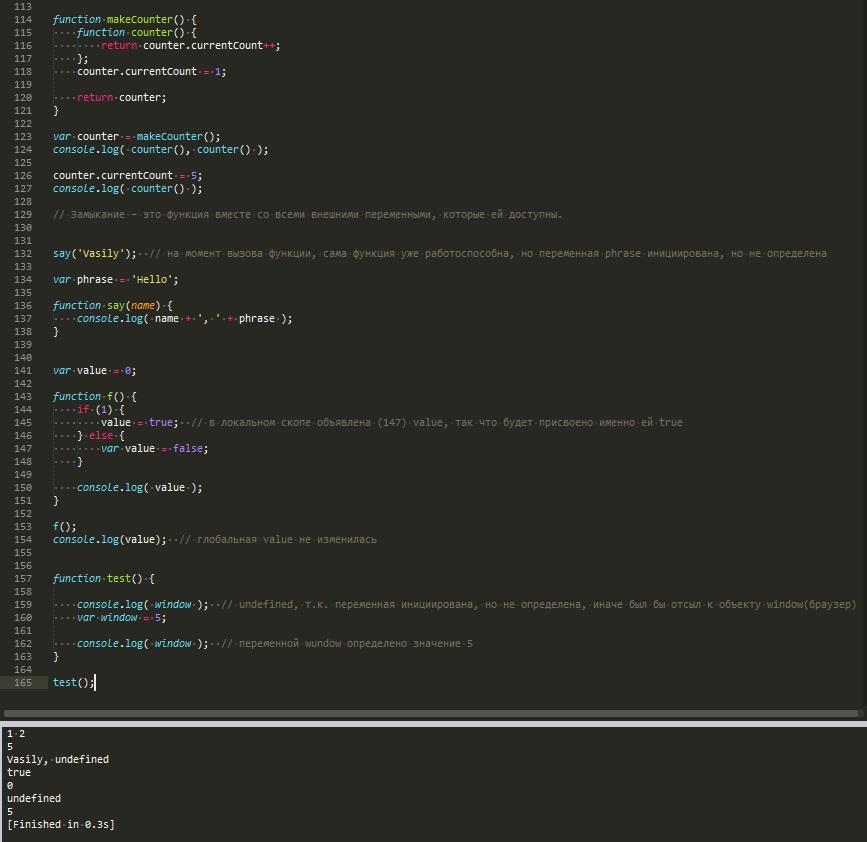 113
114 function makeCounter() {
115     function counter() {
116         return counter.currentCount++;
117     };
118     counter.currentCount = 1;
119
120     return counter;
121 }
122
123 var counter = makeCounter();
124 console.log( counter(), counter() );
125
126 counter.currentCount = 5;
127 console.log( counter() );
128
129 // Замыкание – это функция вместе со всеми внешними переменными, которые ей доступны.
130
131
132 say('Vasily');  // на момент вызова функции, сама функция уже работоспособна, но переменная phrase инициирована, но не определена
133
134 var phrase = 'Hello';
135
136 function say(name) {
137     console.log( name + ', ' + phrase );
138 }
139
140
141 var value = 0;
142
143 function f() {
144     if (1) {
145         value = true;  // в локальном скопе объявлена (147) value, так что будет присвоено именно ей true
146     } else {
147         var value = false;
148     }
149
150     console.log( value );
151 }
152
153 f();
154 console.log(value);  // глобальная value не изменилась
155
156
157 function test() {
158
159     console.log( window );  // undefined, т.к. переменная инициирована, но не определена, иначе был бы отсыл к объекту window(браузер)
160     var window = 5;
161
162     console.log( window );  // переменной wundow определено значение 5
163 }
164
165 test();
1 2
5
Vasily, undefined
true
0
undefined
5
[Finished in 0.3s]